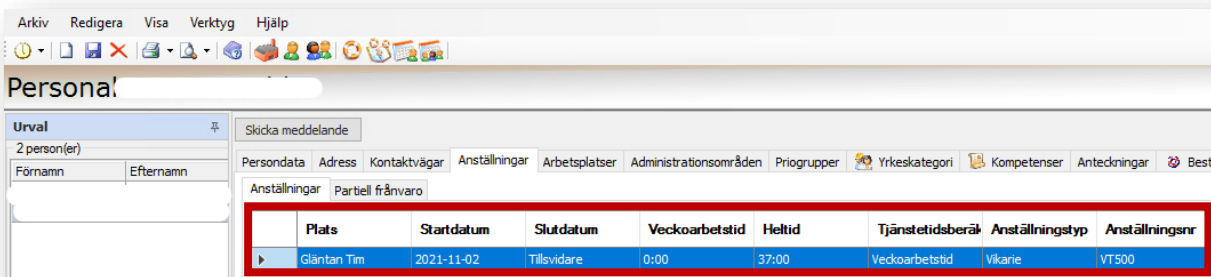 Arkiv Redigera Visa Verktyg Hjälp
Personal
Urval
Skicka meddelande
2 person(er)
Persondata Adress Kontaktvägar Anställningar Arbetsplatser Administrationsområden Priogrupper Yrkeskategori Kompetenser Anteckningar Best
Förnamn Efternamn
Anställningar Partiell frånvaro
Plats Startdatum Slutdatum Veckoarbetstid Heltid Tjänstetidsberäk Anställningstyp Anställningsnr
Gläntan Tim 2021-11-02 Tillsvidare 0:00 37:00 Veckoarbetstid Vikarie VT500